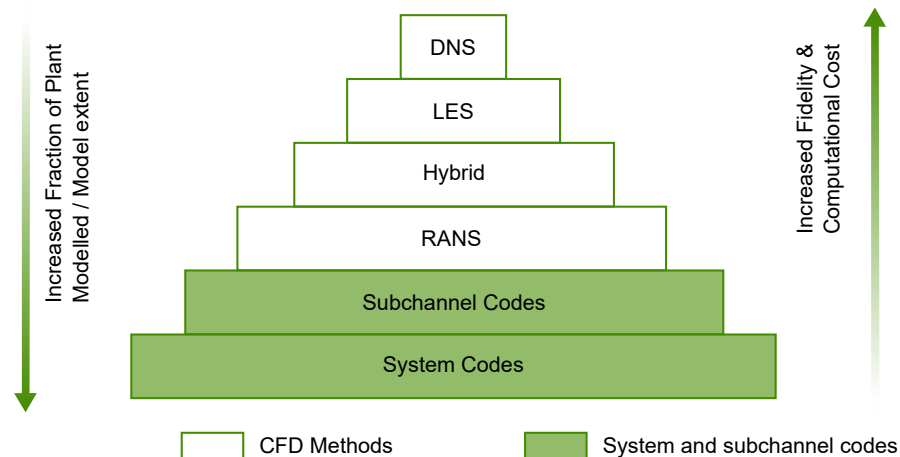 Increased Fraction of Plant
Modelled / Model extent
DNS
LES
Hybrid
RANS
Subchannel Codes
System Codes
Increased Fidelity &
Computational Cost
CFD Methods
System and subchannel codes